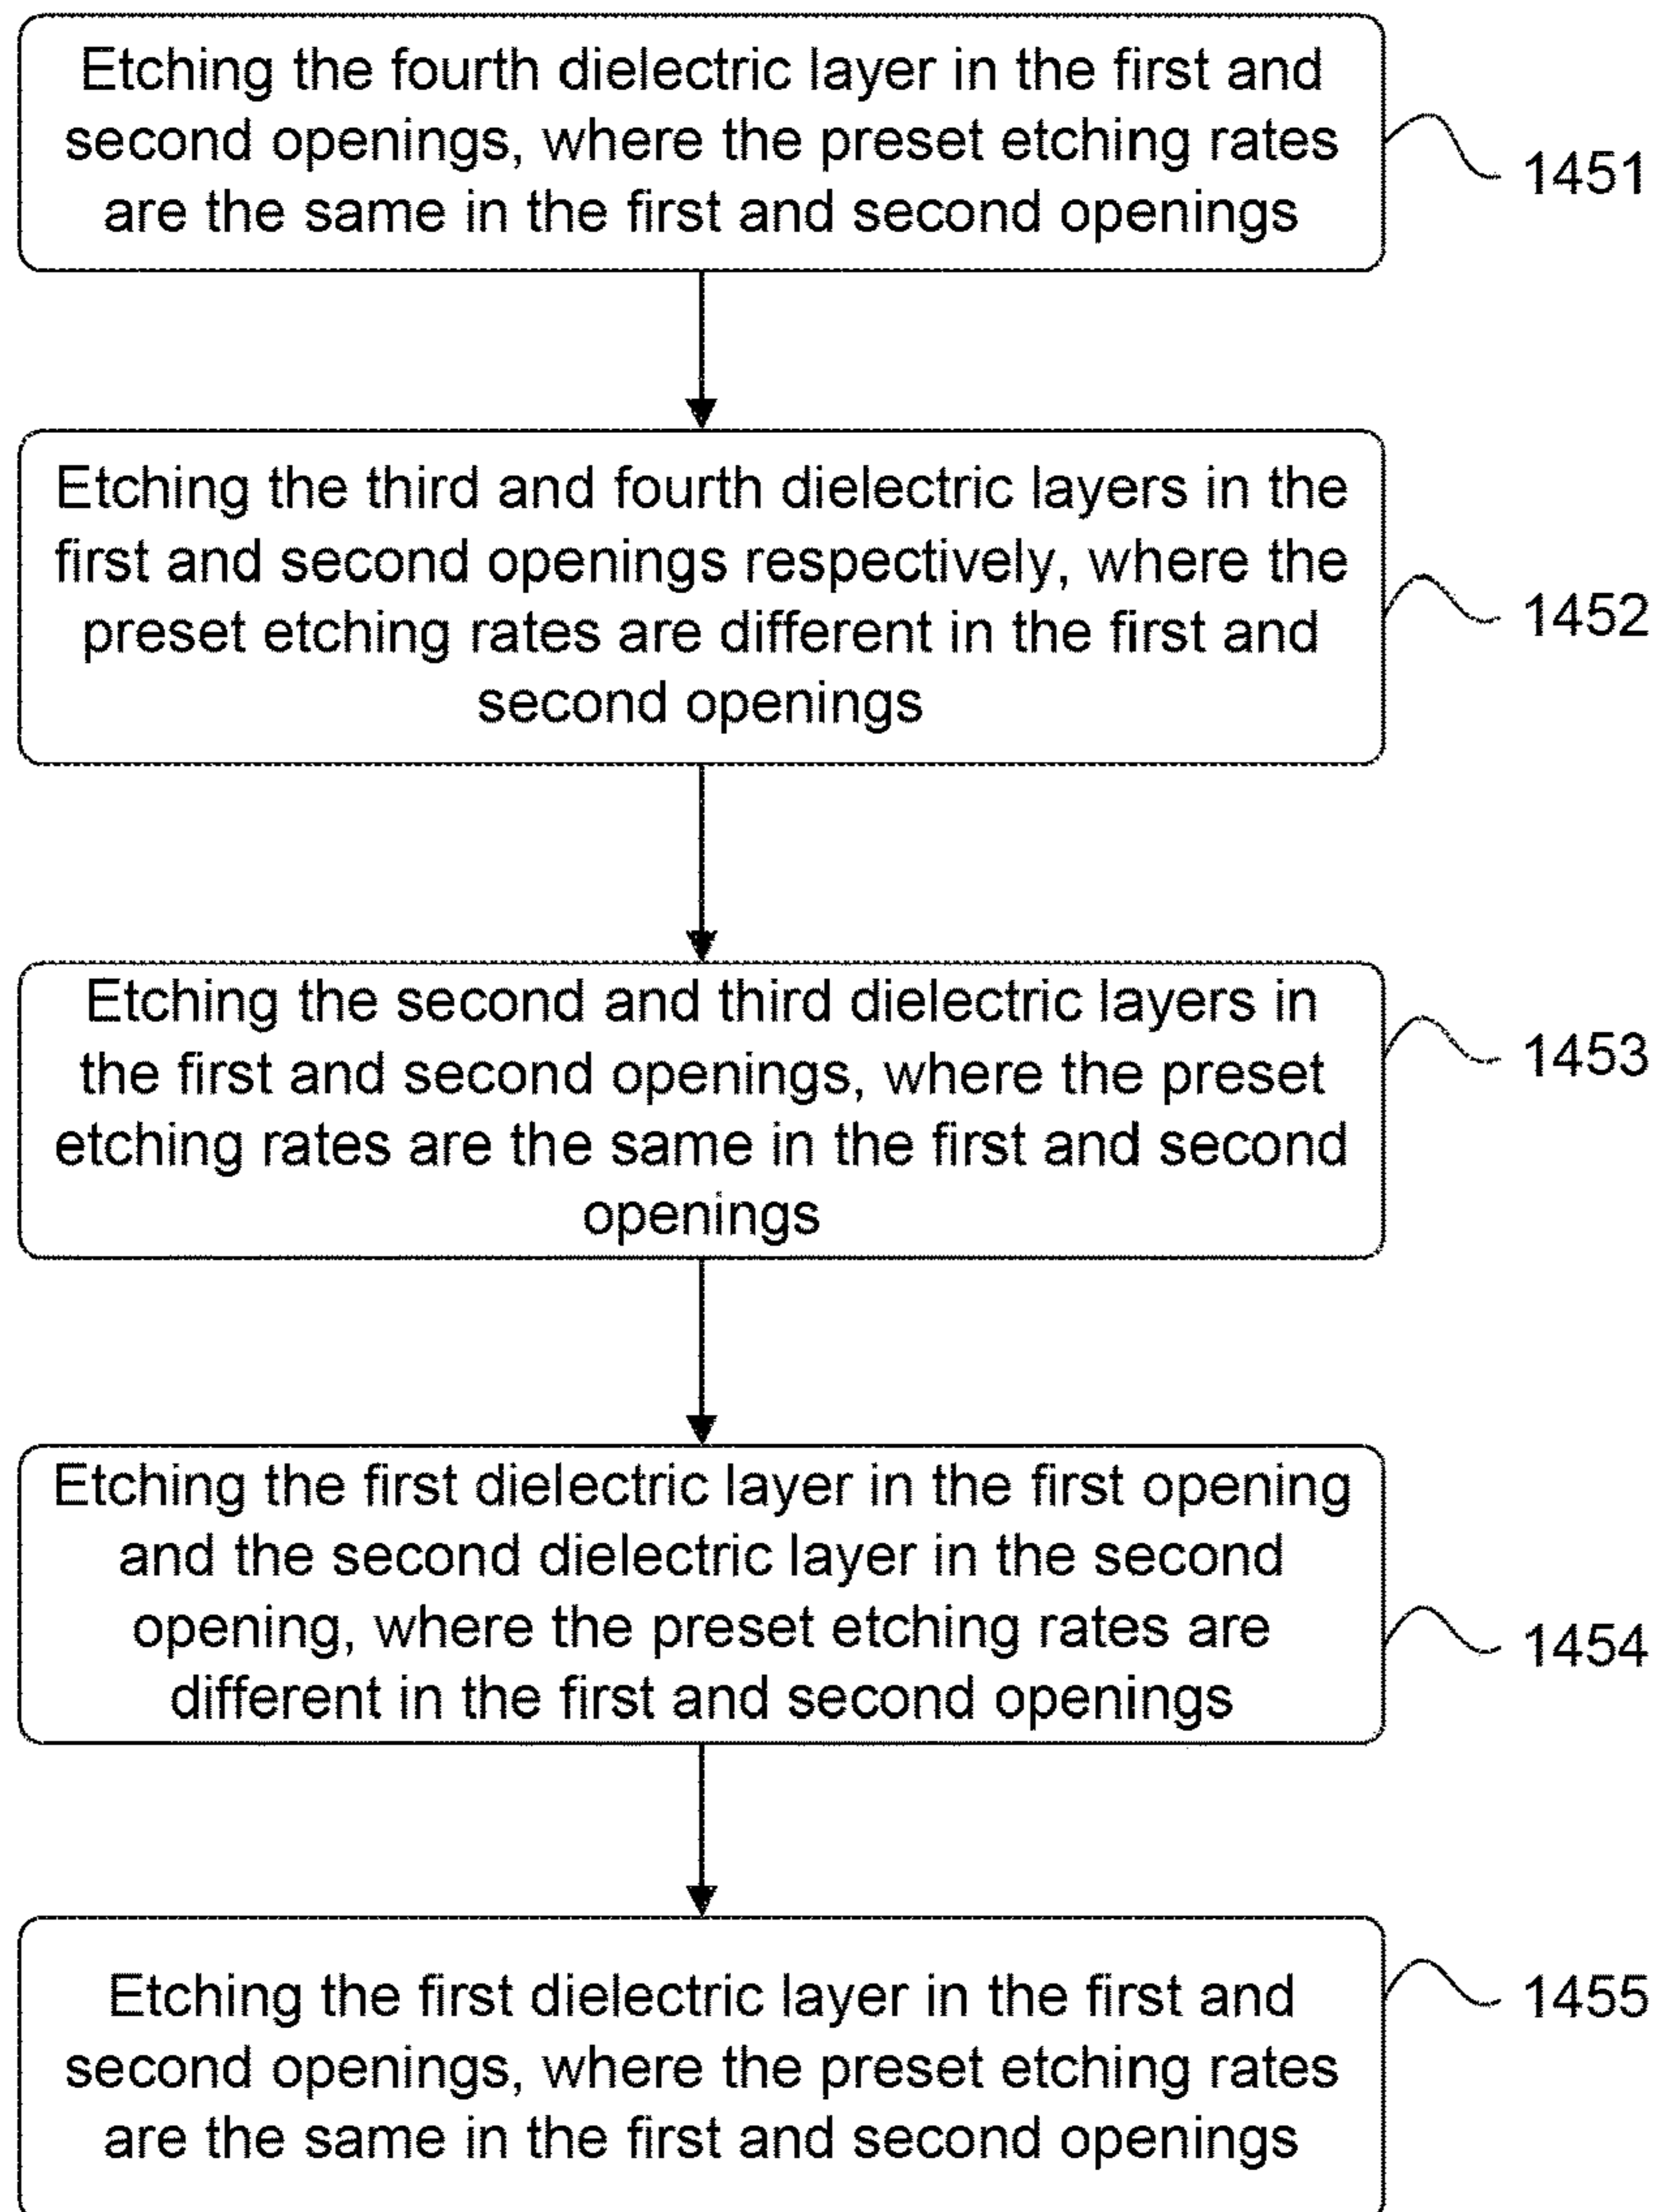 Etching the fourth dielectric layer in the first and
second openings, where the preset etching rates
are the same in the first and second openings
1451
Etching the third and fourth dielectric layers in the
first and second openings respectively, where the
preset etching rates are different in the first and
second openings
1452
Etching the second and third dielectric layers in
the first and second openings, where the preset
etching rates are the same in the first and second
openings
1453
Etching the first dielectric layer in the first opening
and the second dielectric layer in the second
opening, where the preset etching rates are
different in the first and second openings
1454
Etching the first dielectric layer in the first and
second openings, where the preset etching rates
are the same in the first and second openings
1455